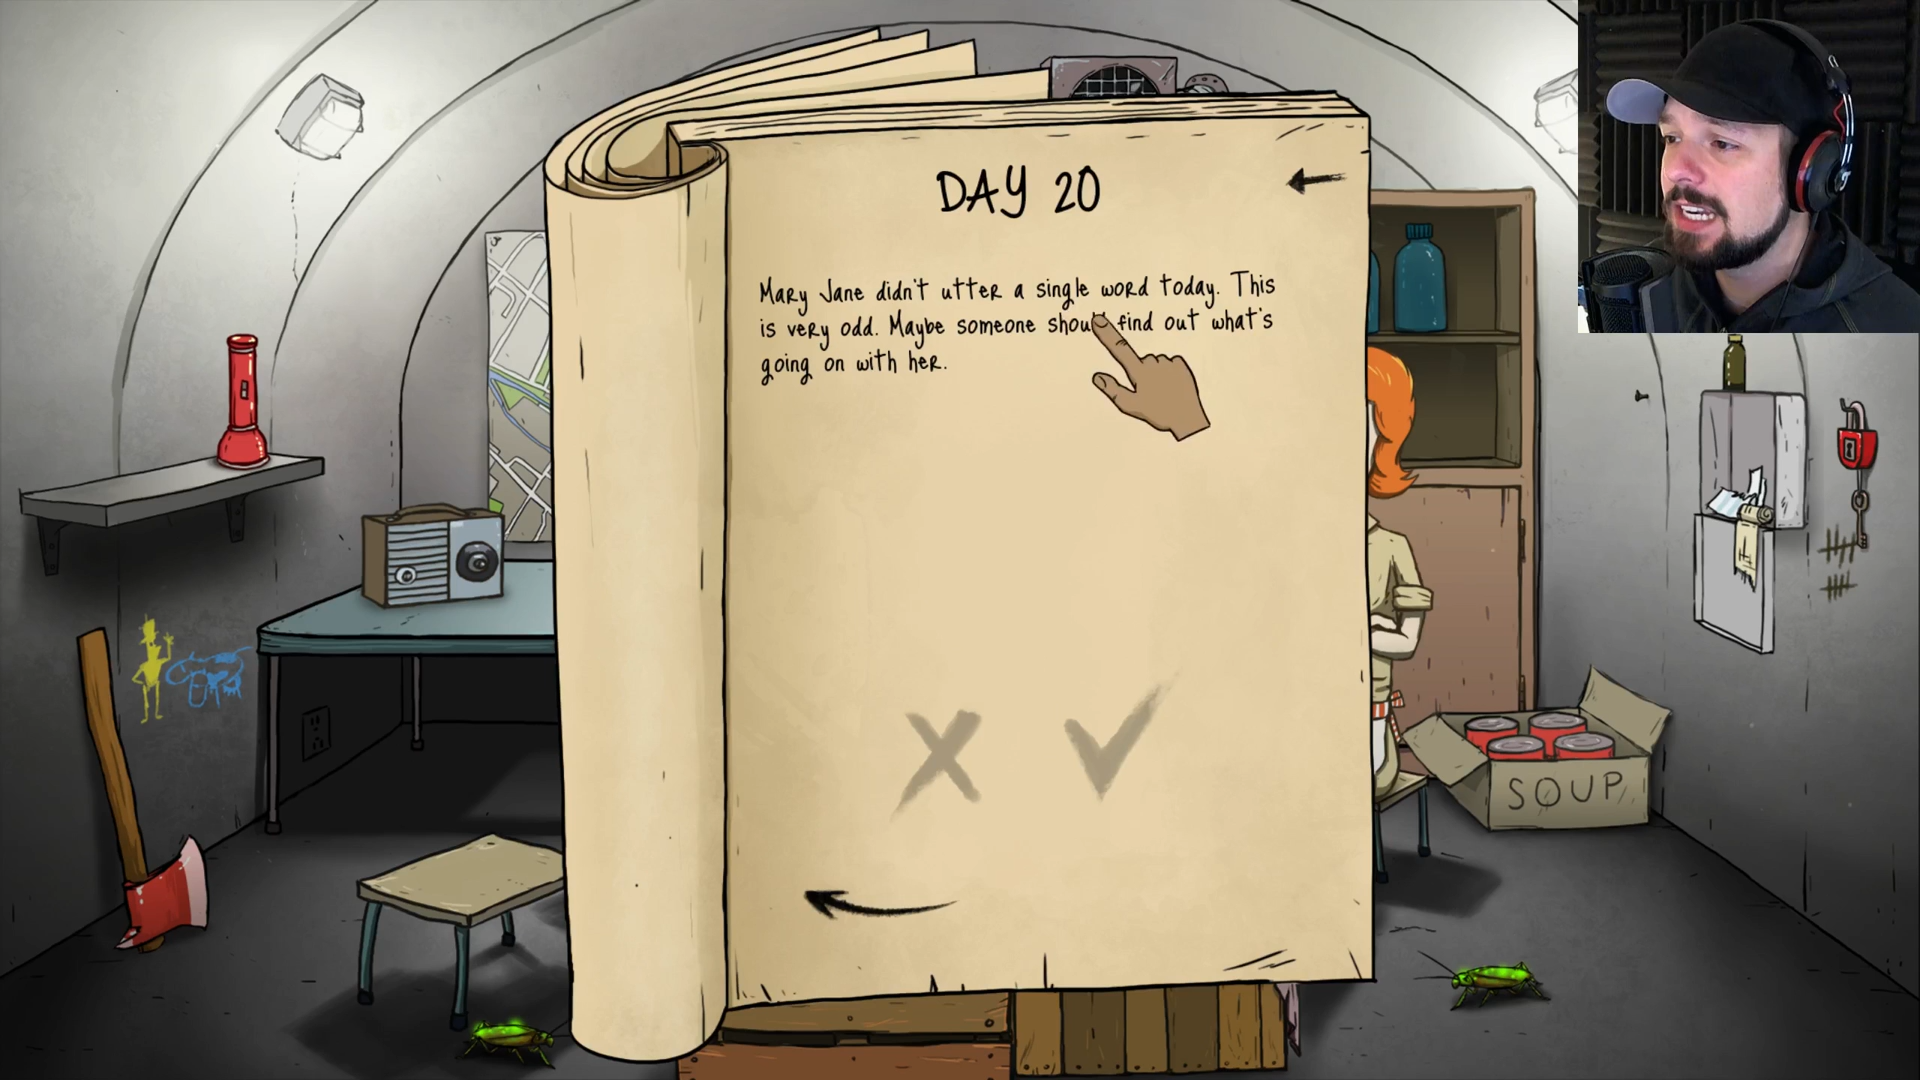 DAY 20
Mary Jane didn't utter a single word today. This
is very odd. Maybe someone should find out what's
going on with her.
SOUP